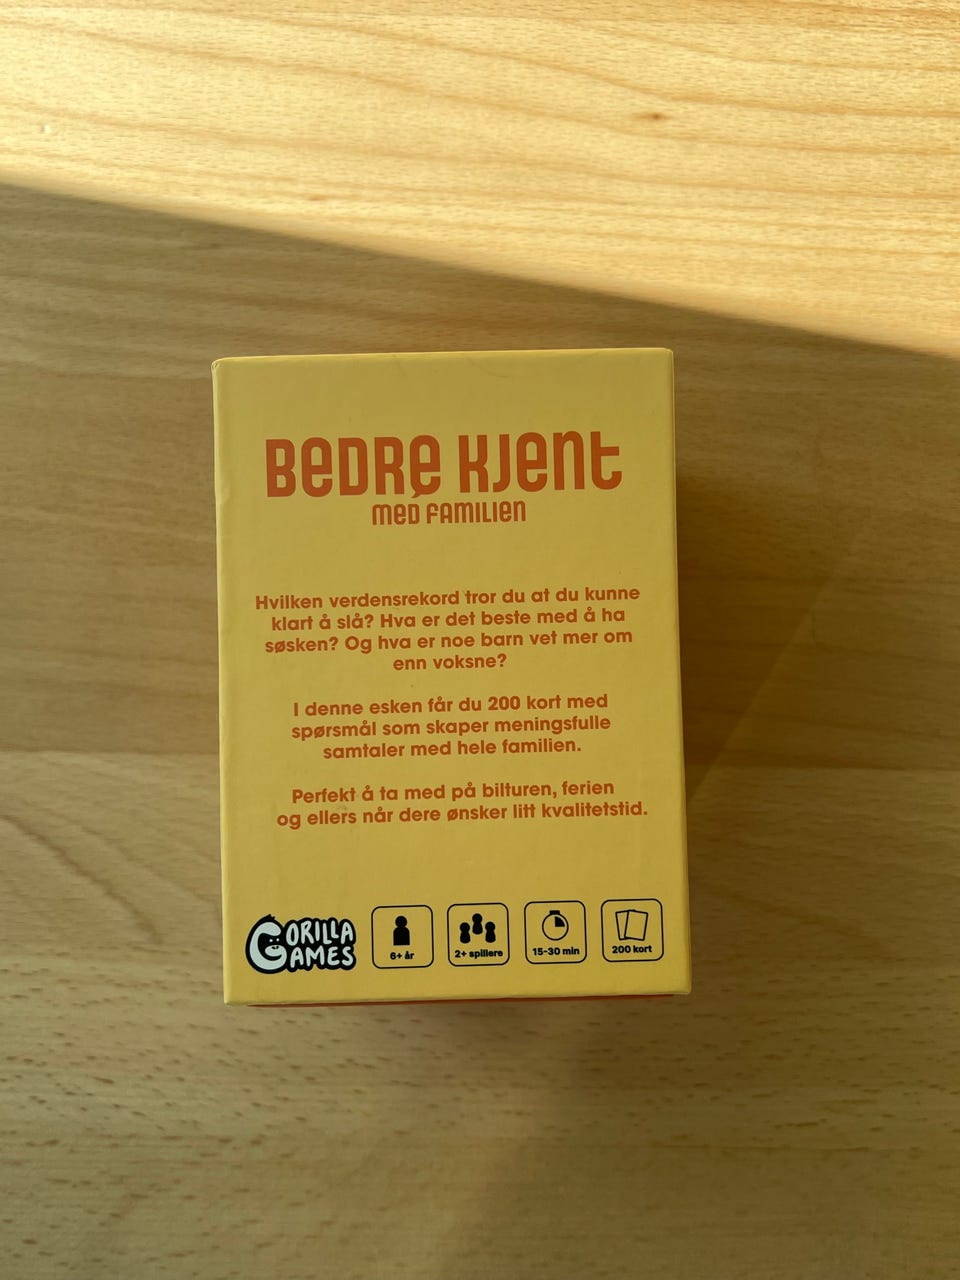 BEDRE KJENT
MED FAMILIEN
Hvilken verdensrekord tror du at du kunne
klart å slå? Hva er det beste med å ha
søsken? Og hva er noe barn vet mer om
enn voksne?
I denne esken får du 200 kort med
spørsmål som skaper meningsfulle
samtaler med hele familien.
Perfekt å ta med på bilturen, ferien
og ellers når dere ønsker litt kvalitetstid.
GORILLA
GAMES
6+ år
2+ spillere
15-30 min
200 kort